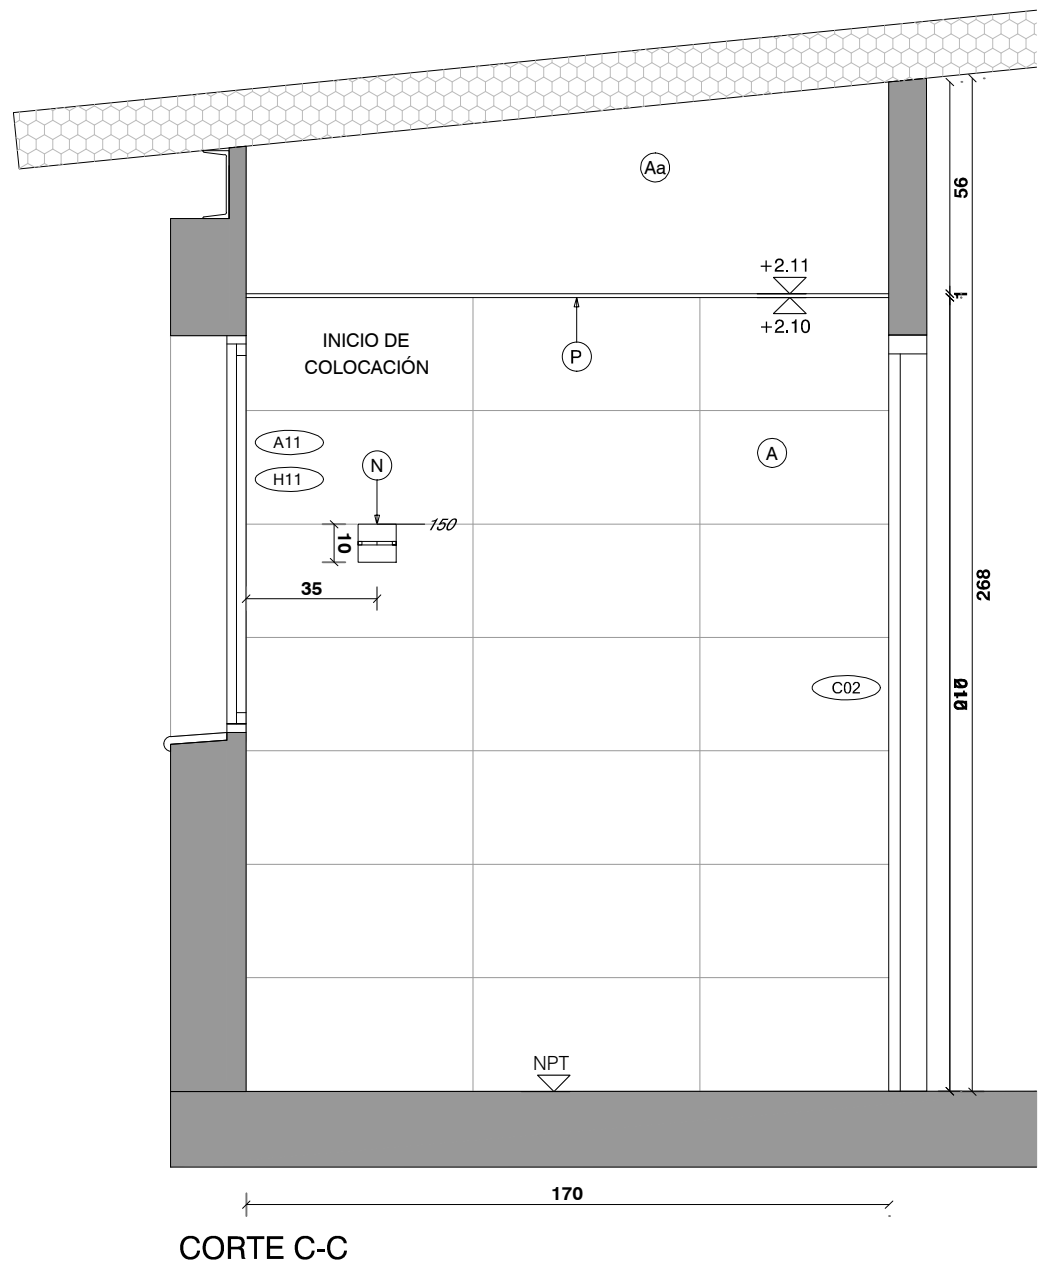 Aa
56
+2.11
1
+2.10
INICIO DE
COLOCACIÓN
P
A11
A
N
H11
150
10
268
35
C02
NPT
170
CORTE C-C